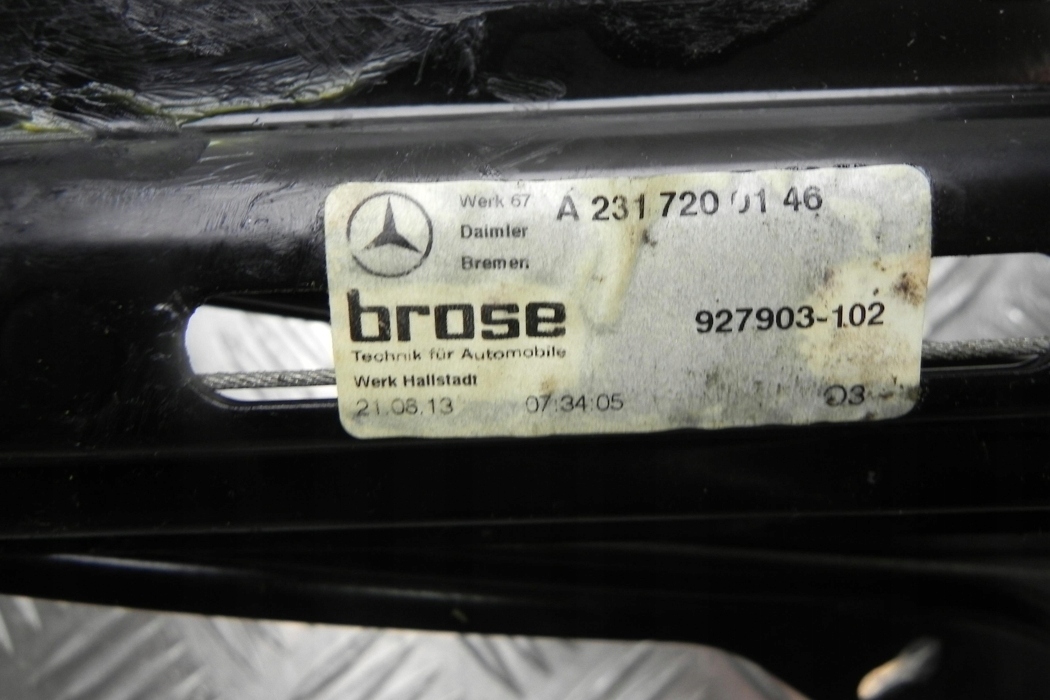 Werk 67 A 231 720 01 46
Daimler
Bremen
brose 927903-102
Technik für Automobile
Werk Hallstadt
21.08.13 07:34:05 03